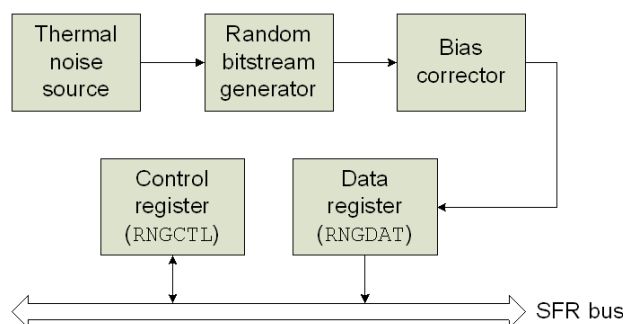 Thermal
noise
source
Random
bitstream
generator
Bias
corrector
Control
register
(RNGCTL)
Data
register
(RNGDAT)
SFR bus